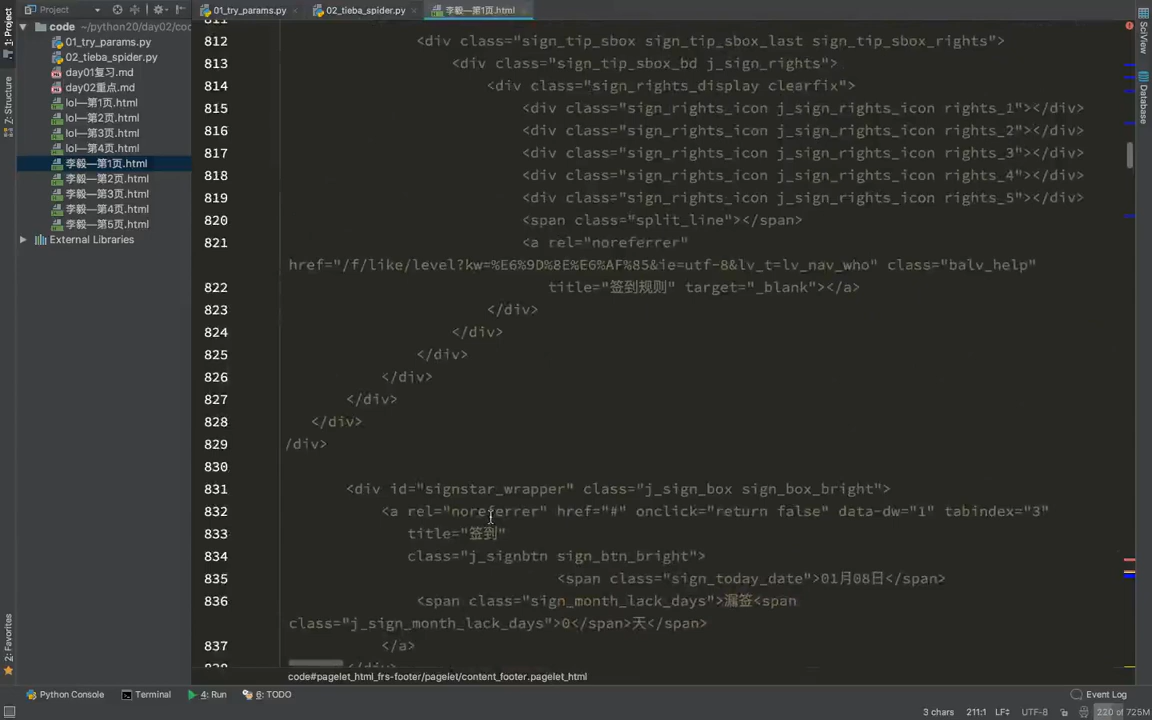 01_try_params.py
02_tieba_spider.py
李毅—第1页.html
Project
code ~/python20/day02/coc
01_try_params.py
02_tieba_spider.py
day01复习.md
day02重点.md
lol—第1页.html
lol—第2页.html
lol—第3页.html
lol—第4页.html
李毅—第1页.html
李毅—第2页.html
李毅—第3页.html
李毅—第4页.html
李毅—第5页.html
External Libraries
1: Project
7: Structure
2: Favorites
SciView
Database
812 <div class="sign_tip_sbox sign_tip_sbox_last sign_tip_sbox_rights">
813 <div class="sign_tip_sbox_bd j_sign_rights">
814 <div class="sign_rights_display clearfix">
815 <div class="sign_rights_icon j_sign_rights_icon rights_1"></div>
816 <div class="sign_rights_icon j_sign_rights_icon rights_2"></div>
817 <div class="sign_rights_icon j_sign_rights_icon rights_3"></div>
818 <div class="sign_rights_icon j_sign_rights_icon rights_4"></div>
819 <div class="sign_rights_icon j_sign_rights_icon rights_5"></div>
820 <span class="split_line"></span>
821 <a rel="noreferrer"
href="/f/like/level?kw=%E6%9D%8E%E6%AF%85&ie=utf-8&lv_t=lv_nav_who" class="balv_help"
822 title="签到规则" target="_blank"></a>
823 </div>
824 </div>
825 </div>
826 </div>
827 </div>
828 </div>
829 /div>
830
831 <div id="signstar_wrapper" class="j_sign_box sign_box_bright">
832 <a rel="noreferrer" href="#" onclick="return false" data-dw="1" tabindex="3"
833 title="签到"
834 class="j_signbtn sign_btn_bright">
835 <span class="sign_today_date">01月08日</span>
836 <span class="sign_month_lack_days">漏签<span
class="j_sign_month_lack_days">0</span>天</span>
837 </a>
code#pagelet_html_frs-footer/pagelet/content_footer.pagelet_html
Python Console
Terminal
4: Run
6: TODO
Event Log
3 chars
211:1
LF
UTF-8
220 of 725M